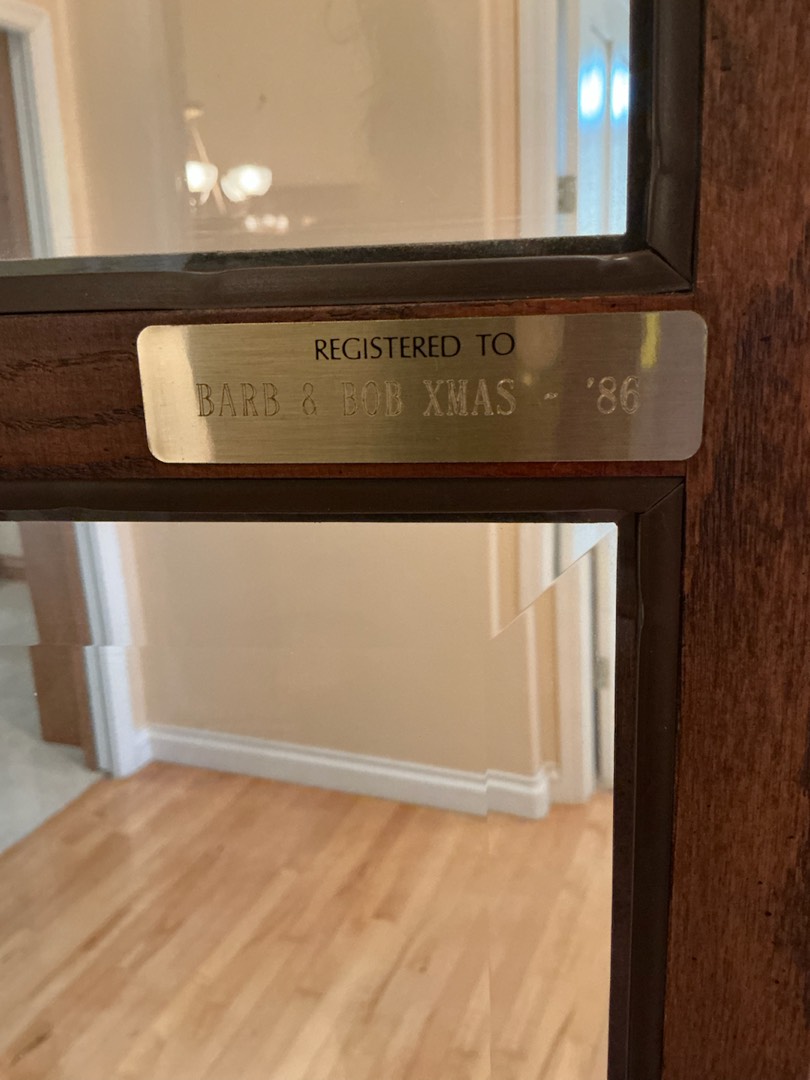 REGISTERED TO
BARB & BOB XMAS - '86